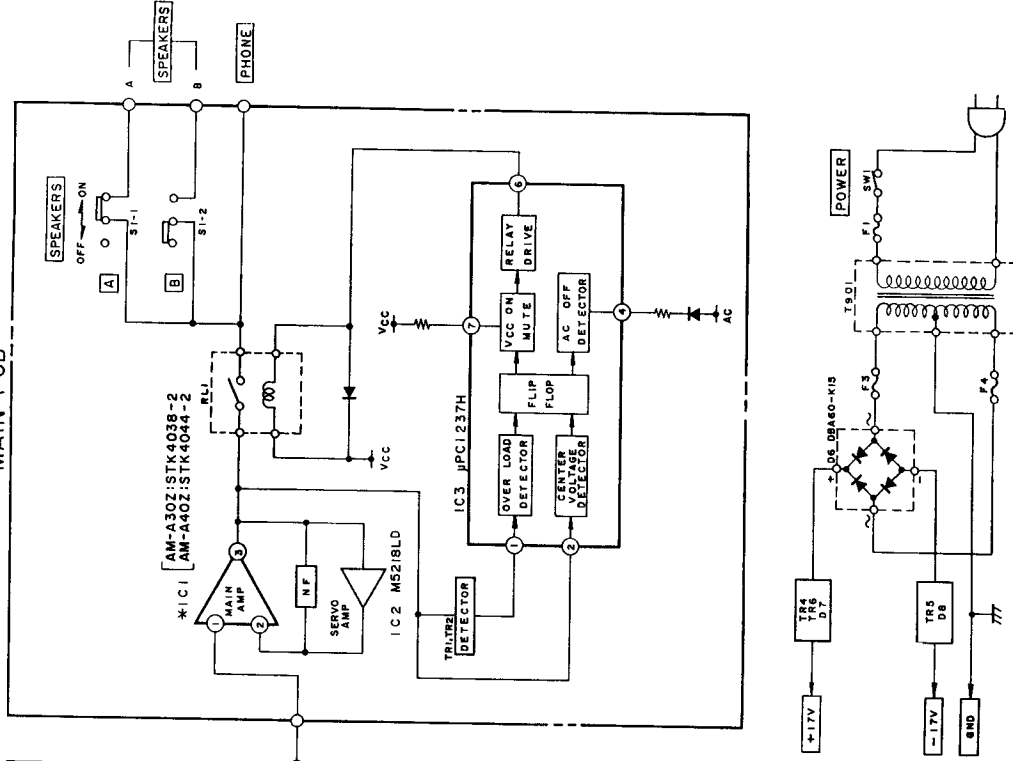 MAIN PCB
A
SPEAKERS
B
PHONE
SPEAKERS
OFF ON
S1-1
A
S1-2
B
*IC1
AM-A30Z:STK4038-2
AM-A40Z:STK4044-2
RL1
1
2
MAIN AMP
3
NF
SERVO AMP
IC2 M5218LD
VCC
VCC
IC3 µPC1237H
7
6
4
1
2
OVER LOAD DETECTOR
CENTER VOLTAGE DETECTOR
FLIP FLOP
VCC ON MUTE
RELAY DRIVE
AC OFF DETECTOR
AC
TR1,TR2
DETECTOR
POWER
SW1
F1
T901
F3
F4
D6 DBA60-K15
+
~
~
-
TR4
TR6
D7
TR5
D8
+17V
-17V
GND